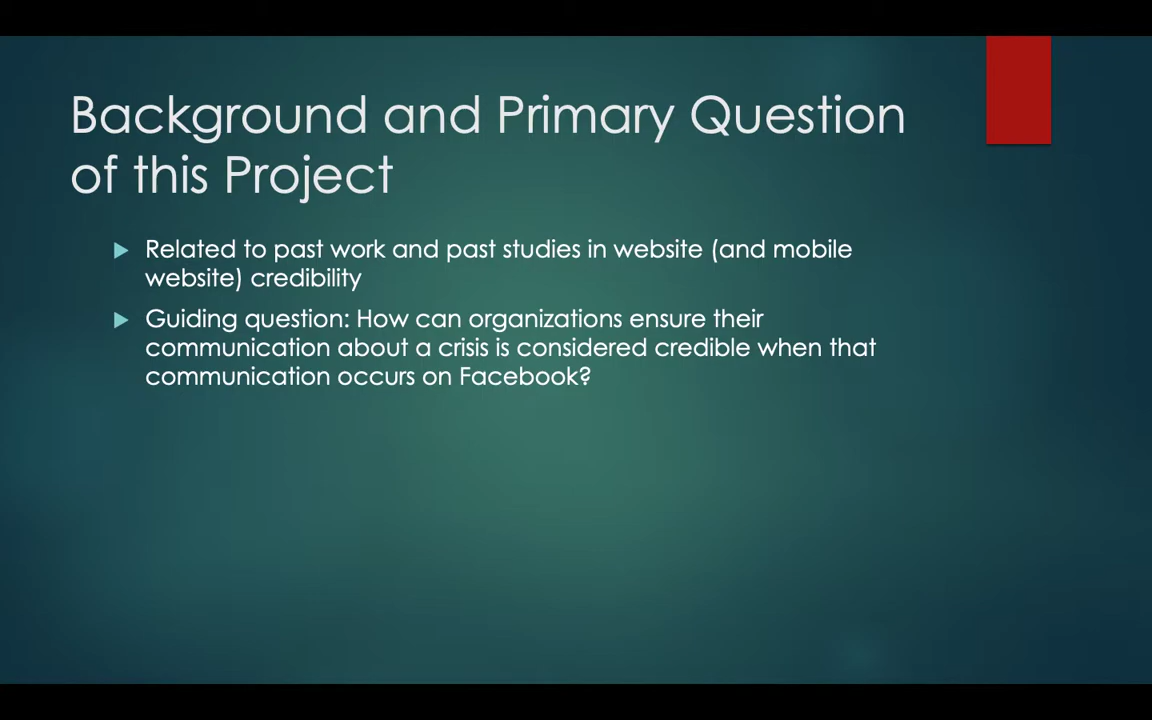 Background and Primary Question
of this Project
Related to past work and past studies in website (and mobile
website) credibility
Guiding question: How can organizations ensure their
communication about a crisis is considered credible when that
communication occurs on Facebook?